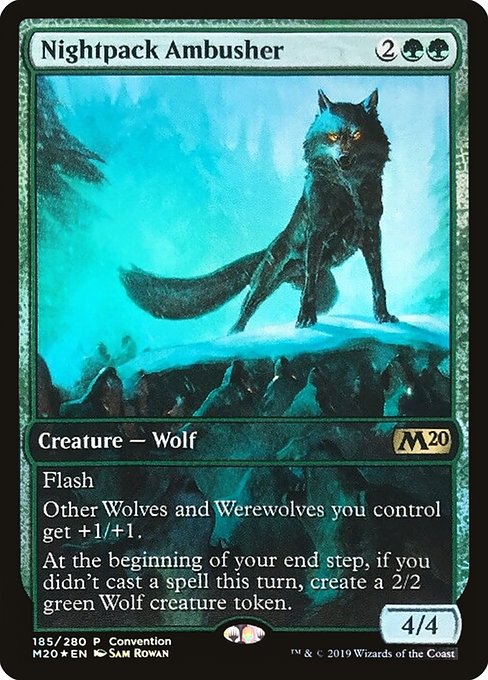 Nightpack Ambusher 2
Creature — Wolf M20
Flash
Other Wolves and Werewolves you control
get +1/+1.
At the beginning of your end step, if you
didn't cast a spell this turn, create a 2/2
green Wolf creature token.
4/4
185/280 P Convention
M20★EN Sam Rowan ™ & © 2019 Wizards of the Coast